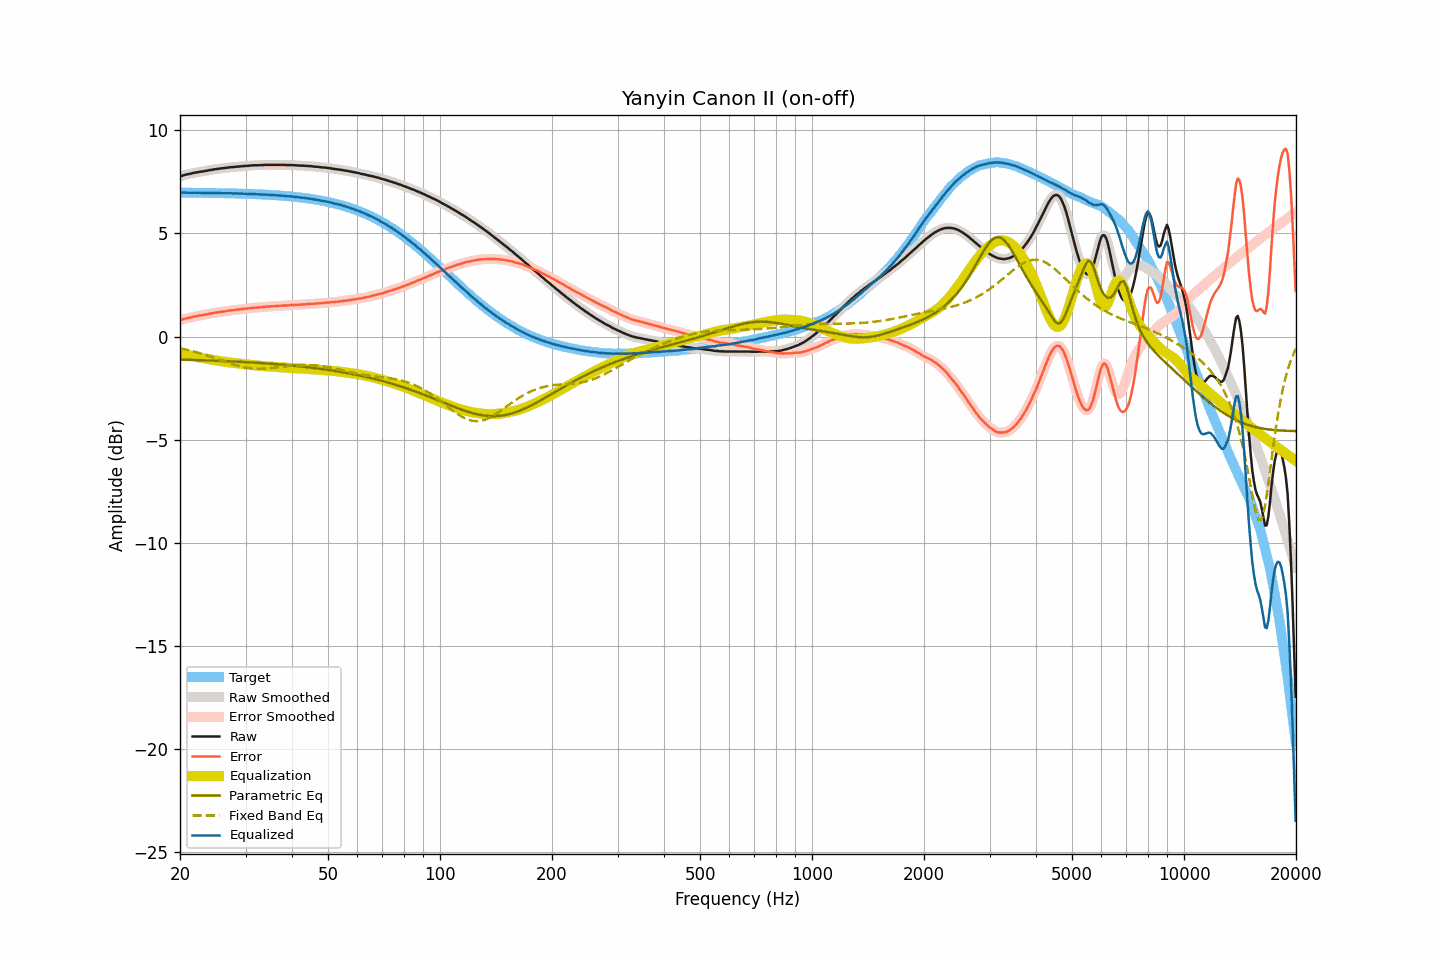 Yanyin Canon II (on-off)
10
5
0
−5
−10
−15
−20
−25
Amplitude (dBr)
Target
Raw Smoothed
Error Smoothed
Raw
Error
Equalization
Parametric Eq
Fixed Band Eq
Equalized
20 50 100 200 500 1000 2000 5000 10000 20000
Frequency (Hz)